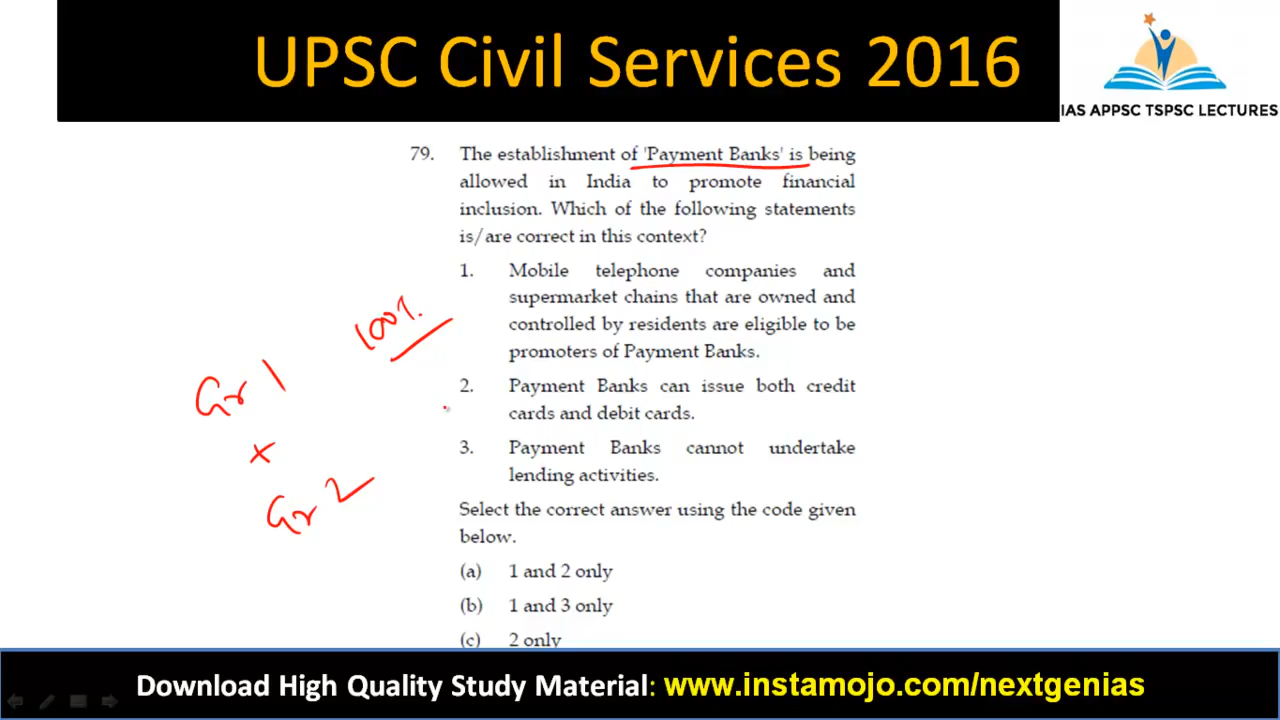 UPSC Civil Services 2016
IAS APPSC TSPSC LECTURES
79. The establishment of 'Payment Banks' is being
allowed in India to promote financial
inclusion. Which of the following statements
is/are correct in this context?
1. Mobile telephone companies and
supermarket chains that are owned and
controlled by residents are eligible to be
promoters of Payment Banks.
100%.
Gr 1
+
Gr 2
2. Payment Banks can issue both credit
cards and debit cards.
3. Payment Banks cannot undertake
lending activities.
Select the correct answer using the code given
below.
(a) 1 and 2 only
(b) 1 and 3 only
(c) 2 only
Download High Quality Study Material: www.instamojo.com/nextgenias